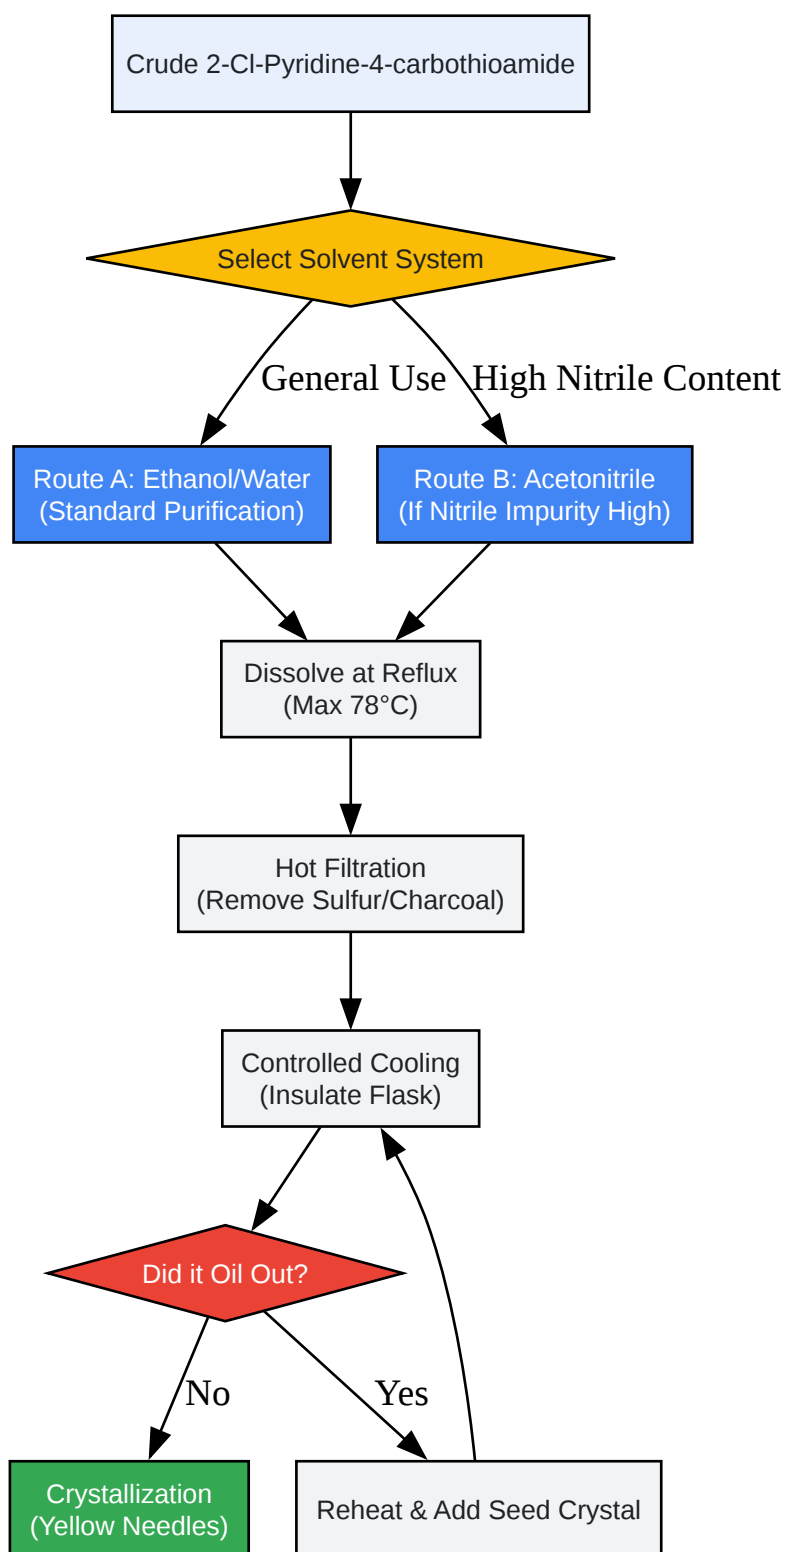 Crude 2-Cl-Pyridine-4-carbothioamide
Select Solvent System
General Use
High Nitrile Content
Route A: Ethanol/Water
(Standard Purification)
Route B: Acetonitrile
(If Nitrile Impurity High)
Dissolve at Reflux
(Max 78°C)
Hot Filtration
(Remove Sulfur/Charcoal)
Controlled Cooling
(Insulate Flask)
Did it Oil Out?
No
Yes
Crystallization
(Yellow Needles)
Reheat & Add Seed Crystal